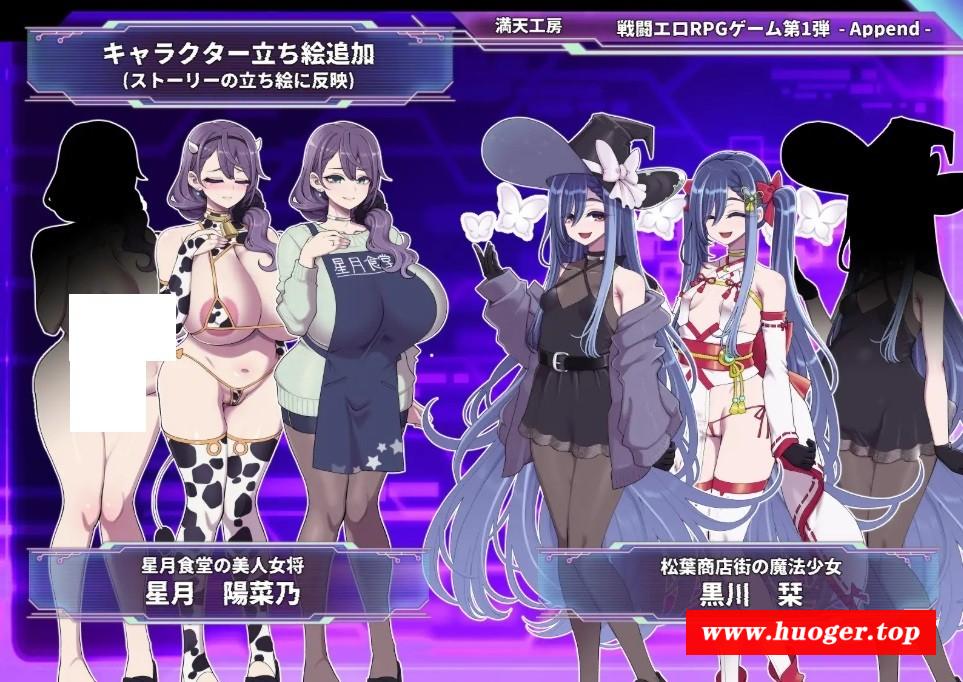 満天工房
戦闘エロRPGゲーム第1弾 - Append -
キャラクター立ち絵追加
(ストーリーの立ち絵に反映)
星月食堂
星月食堂の美人女将
星月 陽菜乃
松葉商店街の魔法少女
黒川 栞
www.huoger.top